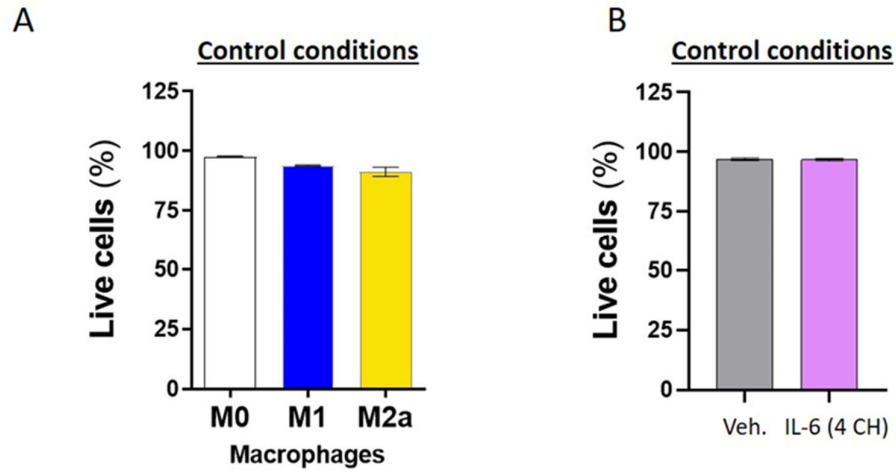 A
Control conditions
Live cells (%)
125
100
75
50
25
0
M0 M1 M2a
Macrophages
B
Control conditions
Live cells (%)
125
100
75
50
25
0
Veh. IL-6 (4 CH)